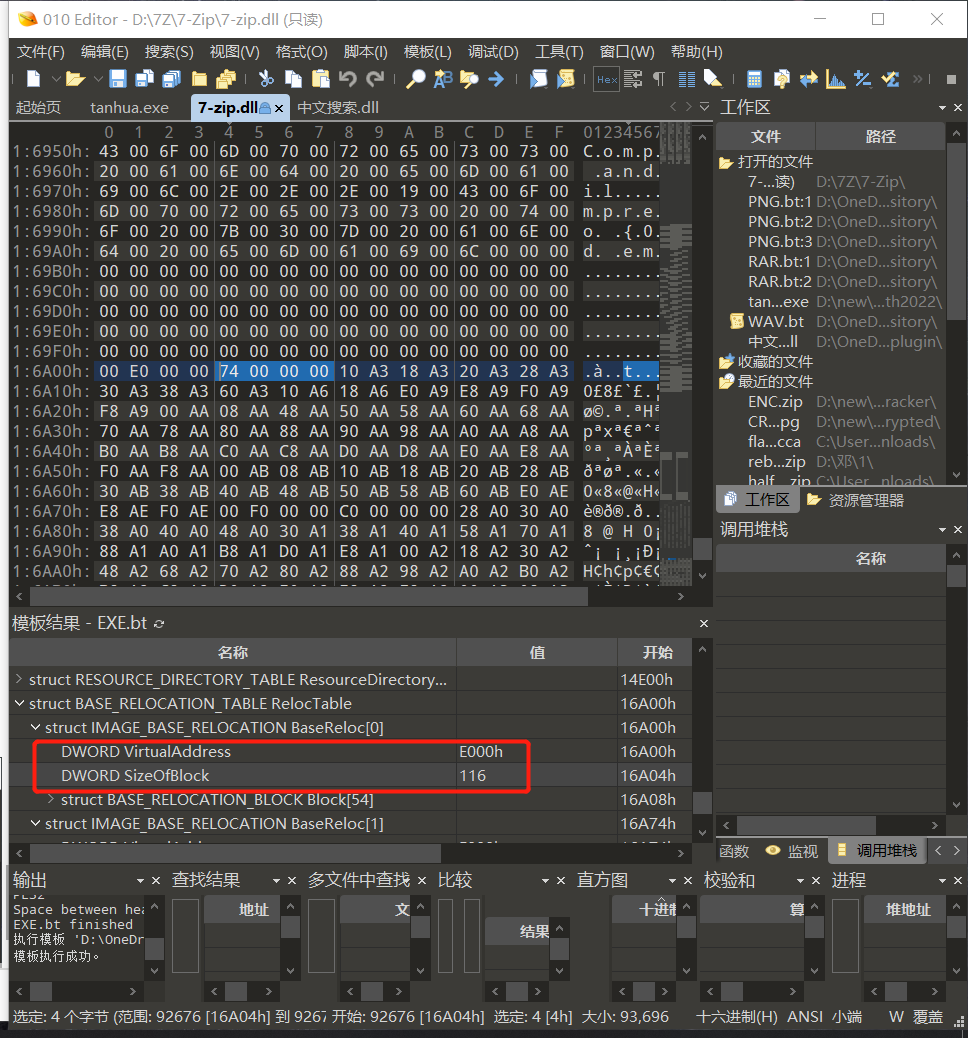 010 Editor - D:\7Z\7-Zip\7-zip.dll (只读)
文件(F) 编辑(E) 搜索(S) 视图(V) 格式(O) 脚本(I) 模板(L) 调试(D) 工具(T) 窗口(W) 帮助(H)
Hex
起始页 tanhua.exe 7-zip.dll 中文搜索.dll
0 1 2 3 4 5 6 7 8 9 A B C D E F 01234567
1:6950h: 43 00 6F 00 6D 00 70 00 72 00 65 00 73 00 73 00 C.o.m.p.
1:6960h: 20 00 61 00 6E 00 64 00 20 00 65 00 6D 00 61 00 .a.n.d.
1:6970h: 69 00 6C 00 2E 00 2E 00 2E 00 19 00 43 00 6F 00 i.l.....
1:6980h: 6D 00 70 00 72 00 65 00 73 00 73 00 20 00 74 00 m.p.r.e.
1:6990h: 6F 00 20 00 7B 00 30 00 7D 00 20 00 61 00 6E 00 o. .{.0.
1:69A0h: 64 00 20 00 65 00 6D 00 61 00 69 00 6C 00 00 00 d. .e.m.
1:69B0h: 00 00 00 00 00 00 00 00 00 00 00 00 00 00 00 00 ........
1:69C0h: 00 00 00 00 00 00 00 00 00 00 00 00 00 00 00 00 ........
1:69D0h: 00 00 00 00 00 00 00 00 00 00 00 00 00 00 00 00 ........
1:69E0h: 00 00 00 00 00 00 00 00 00 00 00 00 00 00 00 00 ........
1:69F0h: 00 00 00 00 00 00 00 00 00 00 00 00 00 00 00 00 ........
1:6A00h: 00 E0 00 00 74 00 00 00 10 A3 18 A3 20 A3 28 A3 .à..t...
1:6A10h: 30 A3 38 A3 60 A3 10 A6 18 A6 E0 A9 E8 A9 F0 A9 0£8£`£.¦
1:6A20h: F8 A9 00 AA 08 AA 48 AA 50 AA 58 AA 60 AA 68 AA ø©.ª.ªHª
1:6A30h: 70 AA 78 AA 80 AA 88 AA 90 AA 98 AA A0 AA A8 AA pªxª€ªˆª
1:6A40h: B0 AA B8 AA C0 AA C8 AA D0 AA D8 AA E0 AA E8 AA °ª¸ªÀªÈª
1:6A50h: F0 AA F8 AA 00 AB 08 AB 10 AB 18 AB 20 AB 28 AB ðªøª.«.«
1:6A60h: 30 AB 38 AB 40 AB 48 AB 50 AB 58 AB 60 AB E0 AE 0«8«@«H«
1:6A70h: E8 AE F0 AE 00 F0 00 00 C0 00 00 00 28 A0 30 A0 è®ð®.ð..
1:6A80h: 38 A0 40 A0 48 A0 30 A1 38 A1 40 A1 58 A1 70 A1 8 @ H 0¡
1:6A90h: 88 A1 A0 A1 B8 A1 D0 A1 E8 A1 00 A2 18 A2 30 A2 ˆ¡ ¡¸¡Ð¡
1:6AA0h: 48 A2 68 A2 70 A2 80 A2 88 A2 98 A2 A0 A2 B0 A2 H¢h¢p¢€¢
工作区
文件 路径
打开的文件
7-...读) D:\7Z\7-Zip\
PNG.bt:1 D:\OneD...sitory\
PNG.bt:2 D:\OneD...sitory\
PNG.bt:3 D:\OneD...sitory\
RAR.bt:1 D:\OneD...sitory\
RAR.bt:2 D:\OneD...sitory\
tan...exe D:\new\...th2022\
WAV.bt D:\OneD...sitory\
中文...ll D:\OneD...plugin\
收藏的文件
最近的文件
ENC.zip D:\new\...racker\
CR...pg D:\new\...rypted\
fla...cca C:\User...nloads\
reb...zip D:\邓\1\
half...zip C:\User...nloads\
工作区 资源管理器
调用堆栈
名称
函数 监视 调用堆栈
模板结果 - EXE.bt
名称 值 开始
struct RESOURCE_DIRECTORY_TABLE ResourceDirectory... 14E00h
struct BASE_RELOCATION_TABLE RelocTable 16A00h
struct IMAGE_BASE_RELOCATION BaseReloc[0] 16A00h
DWORD VirtualAddress E000h 16A00h
DWORD SizeOfBlock 116 16A04h
struct BASE_RELOCATION_BLOCK Block[54] 16A08h
struct IMAGE_BASE_RELOCATION BaseReloc[1] 16A74h
输出 查找结果 多文件中查找 比较 直方图 校验和 进程
地址 文 结果 十进制 算 堆地址
Space between hea
EXE.bt finished
执行模板 'D:\OneDr
模板执行成功。
选定: 4 个字节 (范围: 92676 [16A04h] 到 9267 开始: 92676 [16A04h] 选定: 4 [4h] 大小: 93,696 十六进制(H) ANSI 小端 W 覆盖